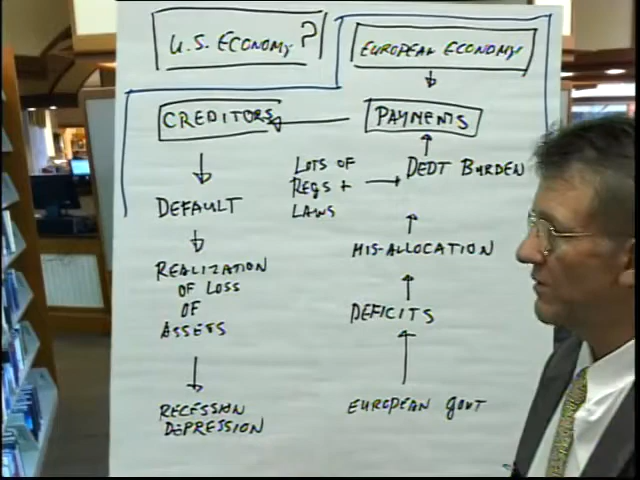 U.S. ECONOMY?
EUROPEAN ECONOMY
CREDITORS
PAYMENTS
LOTS OF
REGS +
LAWS
DEDT BURDEN
DEFAULT
MIS-ALLOCATION
REALIZATION
OF LOSS
OF
ASSETS
DEFICITS
RECESSION
DEPRESSION
EUROPEAN GOVT